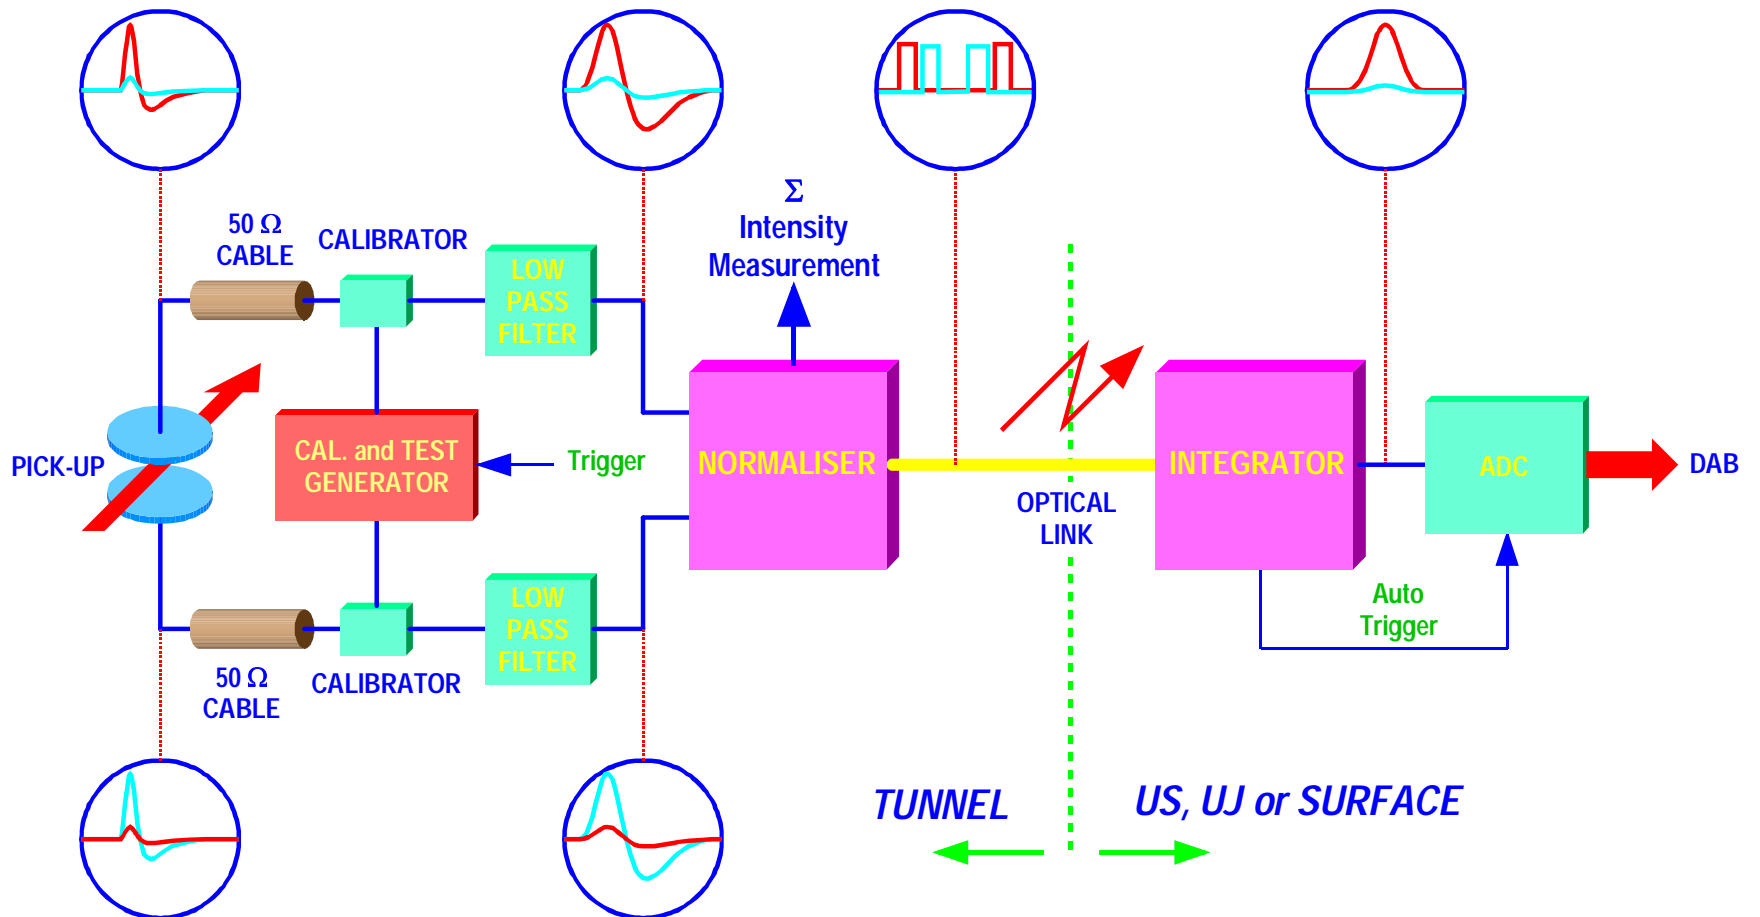 Σ
Intensity
Measurement
50 Ω
CABLE
CALIBRATOR
LOW
PASS
FILTER
PICK-UP
CAL. and TEST
GENERATOR
Trigger
NORMALISER
OPTICAL
LINK
INTEGRATOR
ADC
DAB
Auto
Trigger
LOW
PASS
FILTER
50 Ω
CABLE
CALIBRATOR
TUNNEL
US, UJ or SURFACE